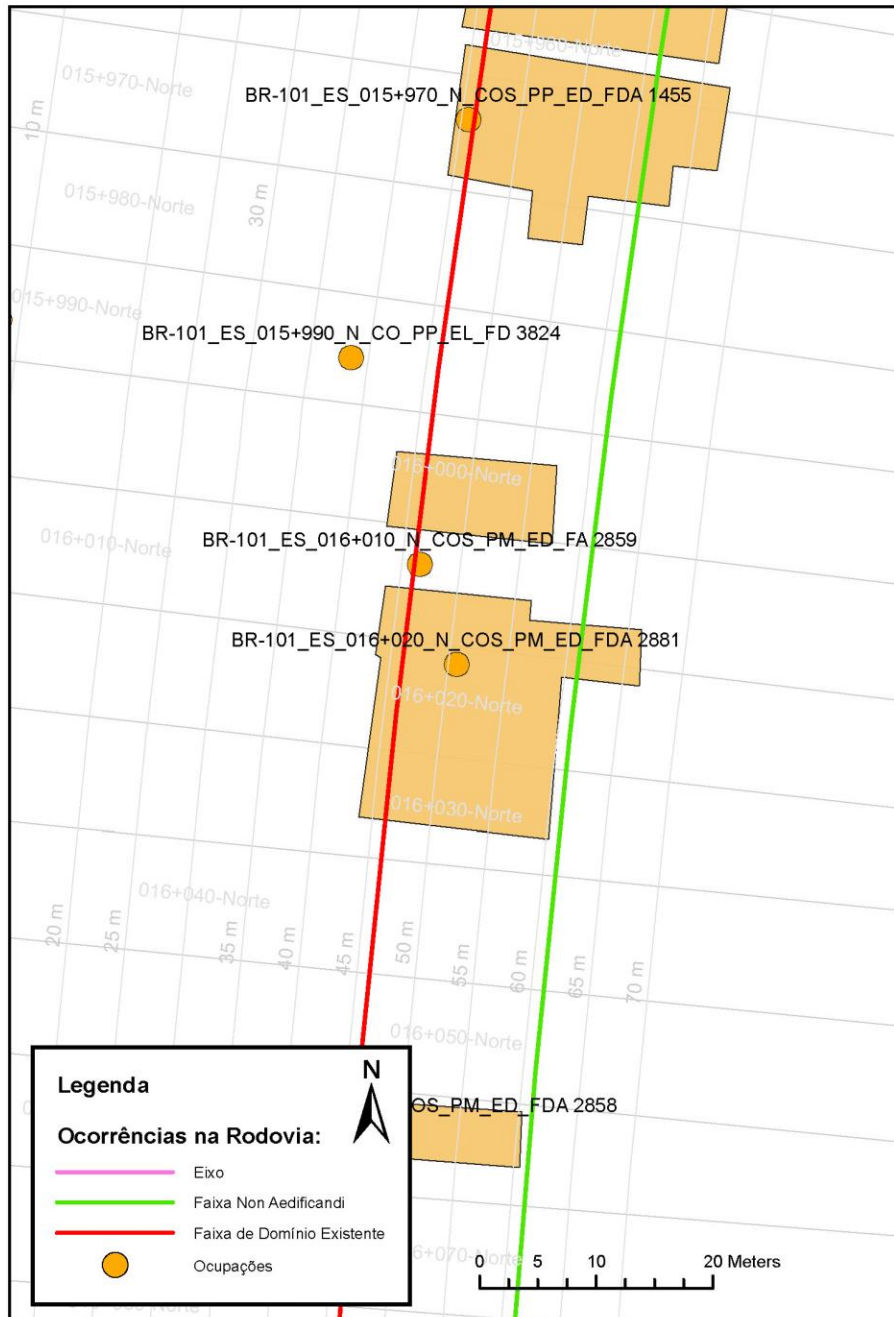 015+960-Norte
015+970-Norte
BR-101_ES_015+970_N_COS_PP_ED_FDA 1455
10 m
015+980-Norte
30 m
015+990-Norte
BR-101_ES_015+990_N_CO_PP_EL_FD 3824
016+000-Norte
016+010-Norte
BR-101_ES_016+010_N_COS_PM_ED_FA 2859
BR-101_ES_016+020_N_COS_PM_ED_FDA 2881
016+020-Norte
016+030-Norte
016+040-Norte
20 m
25 m
35 m
40 m
45 m
50 m
55 m
60 m
65 m
70 m
016+050-Norte
OS_PM_ED_FDA 2858
Legenda
N
Ocorrências na Rodovia:
Eixo
Faixa Non Aedificandi
Faixa de Domínio Existente
Ocupações
6+070-Norte
0 5 10 20 Meters